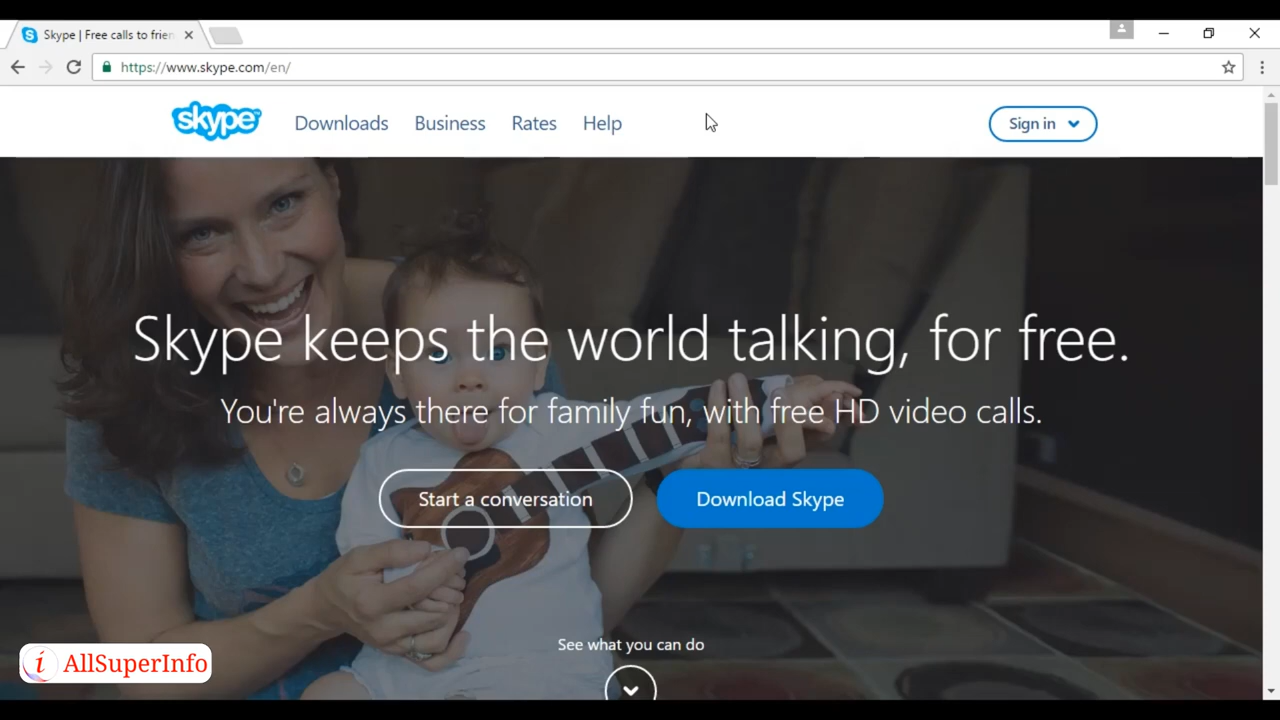 Skype | Free calls to frien
https://www.skype.com/en/
skype™ Downloads Business Rates Help Sign in
Skype keeps the world talking, for free.
You're always there for family fun, with free HD video calls.
Start a conversation Download Skype
See what you can do
i AllSuperInfo